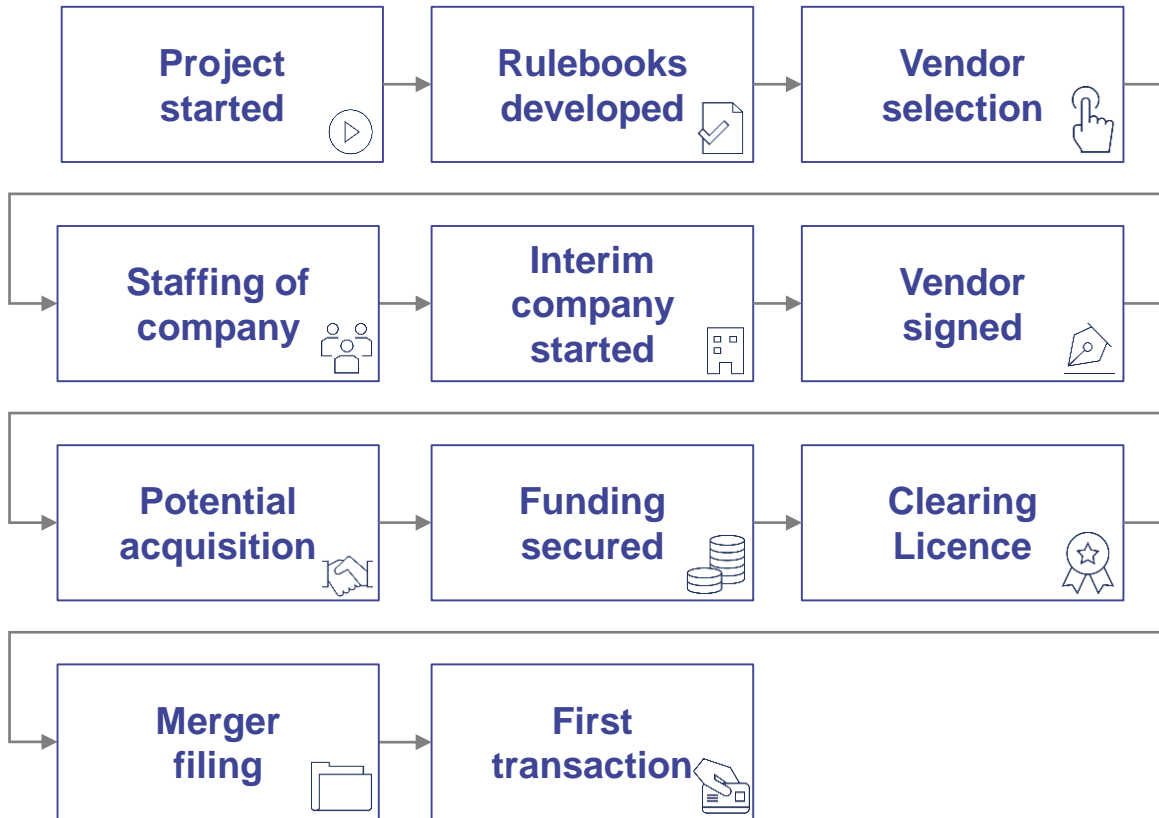 Project
started
Rulebooks
developed
Vendor
selection
Staffing of
company
Interim
company
started
Vendor
signed
Potential
acquisition
Funding
secured
Clearing
Licence
Merger
filing
First
transaction